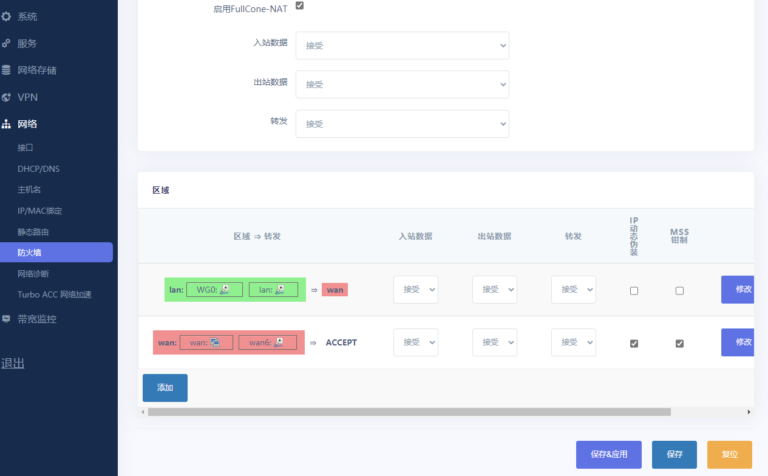 系统
服务
网络存储
VPN
网络
接口
DHCP/DNS
主机名
IP/MAC绑定
静态路由
防火墙
网络诊断
Turbo ACC 网络加速
带宽监控
退出
启用FullCone-NAT
入站数据 接受
出站数据 接受
转发 接受
区域
区域 ⇒ 转发 入站数据 出站数据 转发 IP动态伪装 MSS钳制
lan: WG0: lan: ⇒ wan 接受 接受 接受 修改
wan: wan: wan6: ⇒ ACCEPT 接受 接受 接受 修改
添加
保存&应用 保存 复位